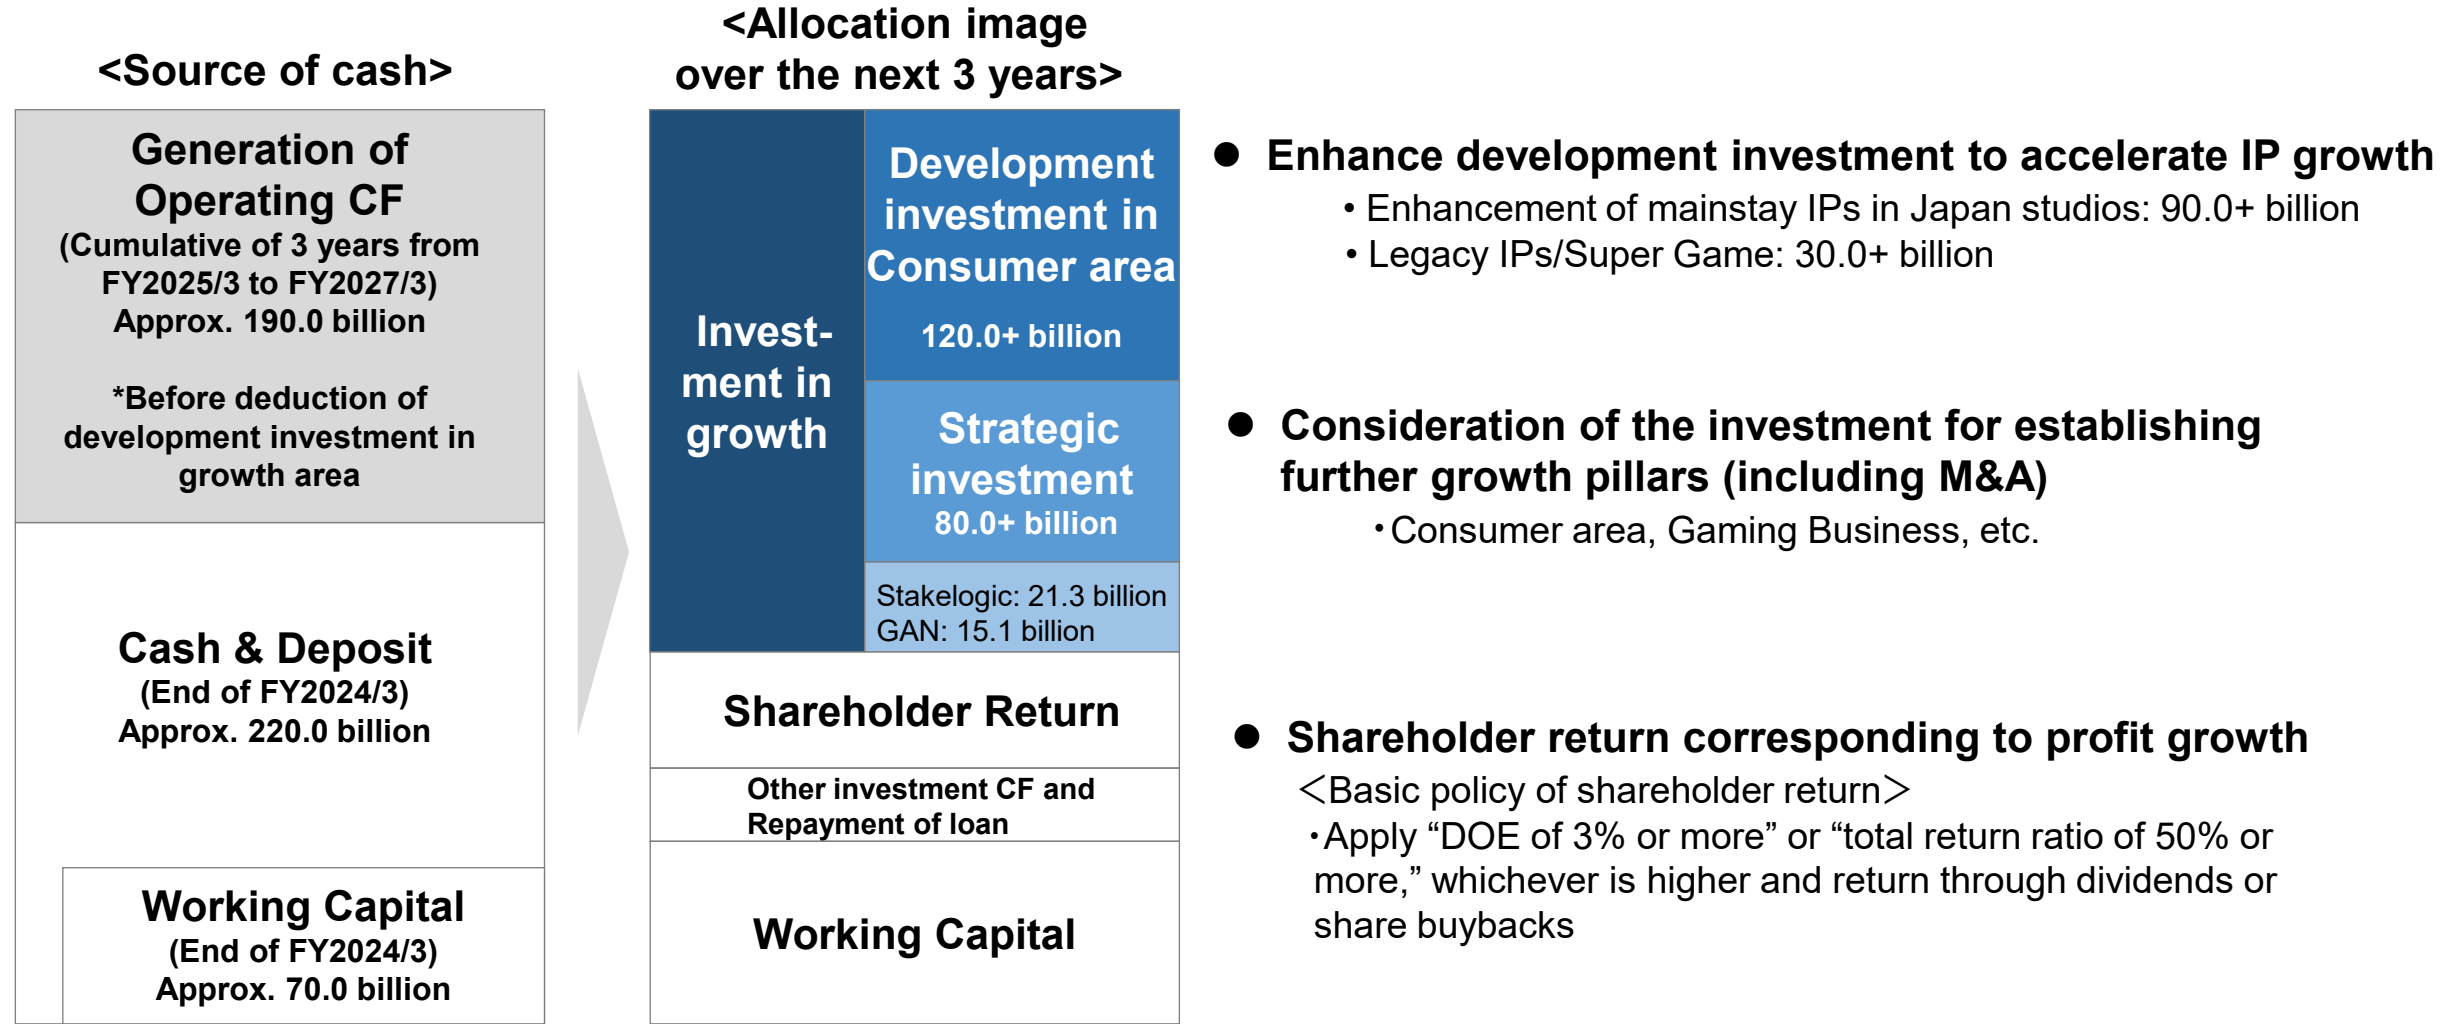 <Source of cash>
Generation of
Operating CF
(Cumulative of 3 years from
FY2025/3 to FY2027/3)
Approx. 190.0 billion
*Before deduction of
development investment in
growth area
Cash & Deposit
(End of FY2024/3)
Approx. 220.0 billion
Working Capital
(End of FY2024/3)
Approx. 70.0 billion
<Allocation image
over the next 3 years>
Invest-
ment in
growth
Development
investment in
Consumer area
120.0+ billion
Strategic
investment
80.0+ billion
Stakelogic: 21.3 billion
GAN: 15.1 billion
Shareholder Return
Other investment CF and
Repayment of loan
Working Capital
● Enhance development investment to accelerate IP growth
・Enhancement of mainstay IPs in Japan studios: 90.0+ billion
・Legacy IPs/Super Game: 30.0+ billion
● Consideration of the investment for establishing
further growth pillars (including M&A)
・Consumer area, Gaming Business, etc.
● Shareholder return corresponding to profit growth
＜Basic policy of shareholder return＞
・Apply “DOE of 3% or more” or “total return ratio of 50% or
more,” whichever is higher and return through dividends or
share buybacks